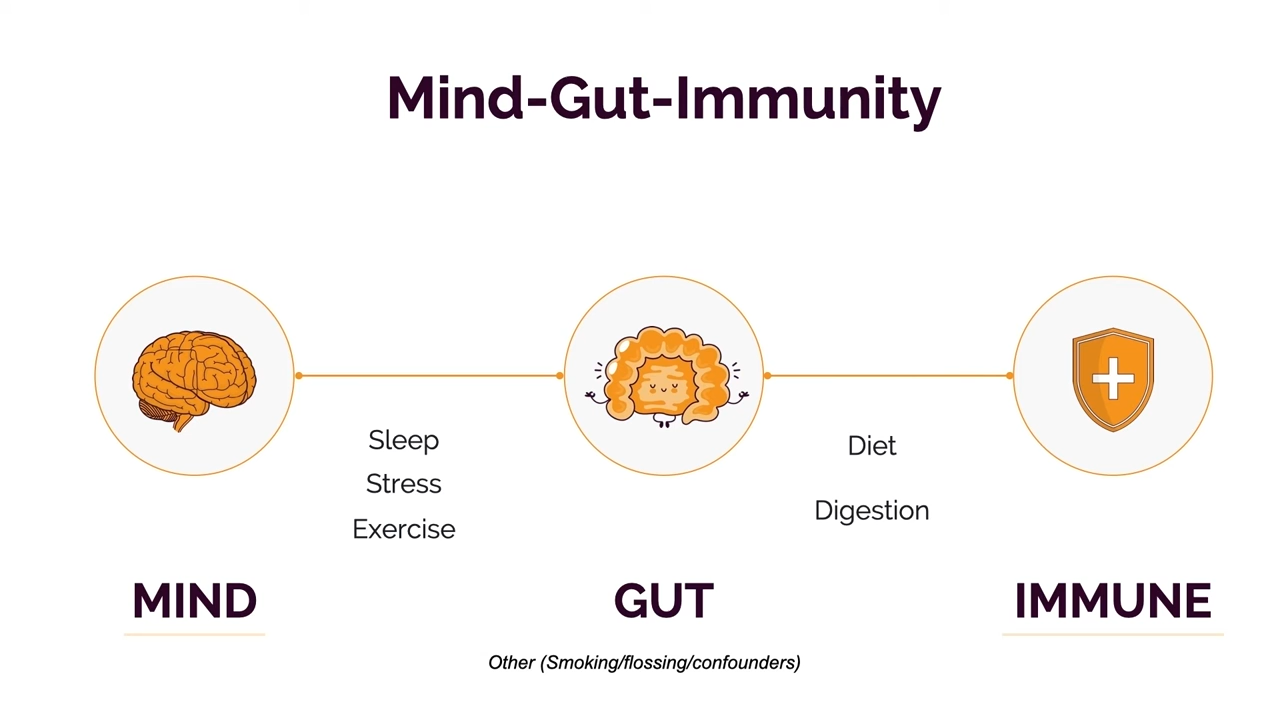 Mind-Gut-Immunity
Sleep
Stress
Exercise
Diet
Digestion
MIND
GUT
IMMUNE
Other (Smoking/flossing/confounders)